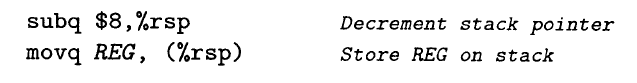 subq $8,%rsp Decrement stack pointer
movq REG, (%rsp) Store REG on stack